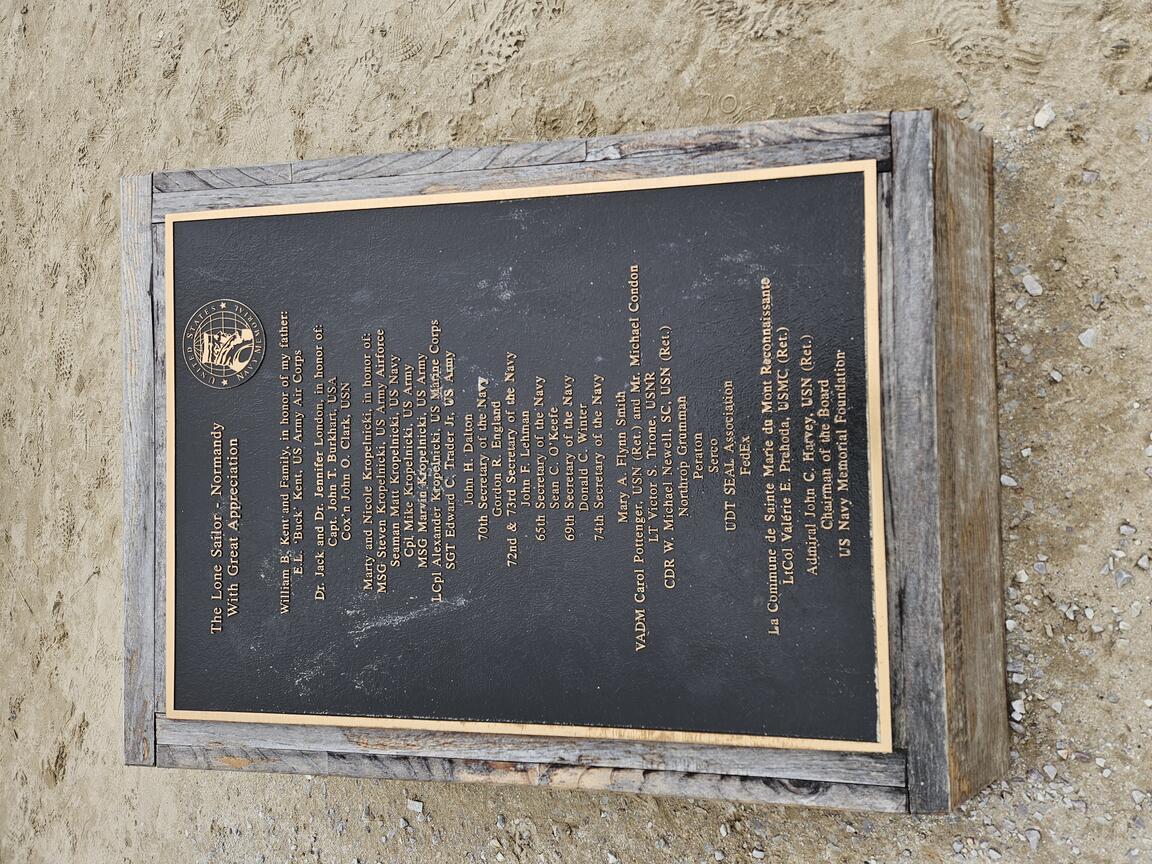 The Lone Sailor - Normandy
With Great Appreciation
UNITED STATES
NAVY MEMORIAL
William B. Kent and Family, in honor of my father:
E.L. 'Buck' Kent, US Army Air Corps
Dr. Jack and Dr. Jennifer London, in honor of:
Capt. John T. Burkhart, USA
Cox'n John O. Clark, USN
Marty and Nicole Kropelnicki, in honor of:
MSG Steven Kropelnicki, US Army Airforce
Seaman Matt Kropelnicki, US Navy
Cpl Mike Kropelnicki, US Army
MSG Marvin Kropelnicki, US Army
LCpl Alexander Kropelnicki, US Marine Corps
SGT Edward C. Trader Jr, US Army
John H. Dalton
70th Secretary of the Navy
Gordon R. England
72nd & 73rd Secretary of the Navy
John F. Lehman
65th Secretary of the Navy
Sean C. O'Keefe
69th Secretary of the Navy
Donald C. Winter
74th Secretary of the Navy
Mary A. Flynn Smith
VADM Carol Pottenger, USN (Ret.) and Mr. Michael Condon
LT Victor S. Trione, USNR
CDR W. Michael Newell, SC, USN (Ret.)
Northrop Grumman
Peraton
Serco
UDT SEAL Association
FedEx
La Commune de Sainte Marie du Mont Reconnaissante
LtCol Valérie E. Prehoda, USMC (Ret.)
Admiral John C. Harvey, USN (Ret.)
Chairman of the Board
US Navy Memorial Foundation